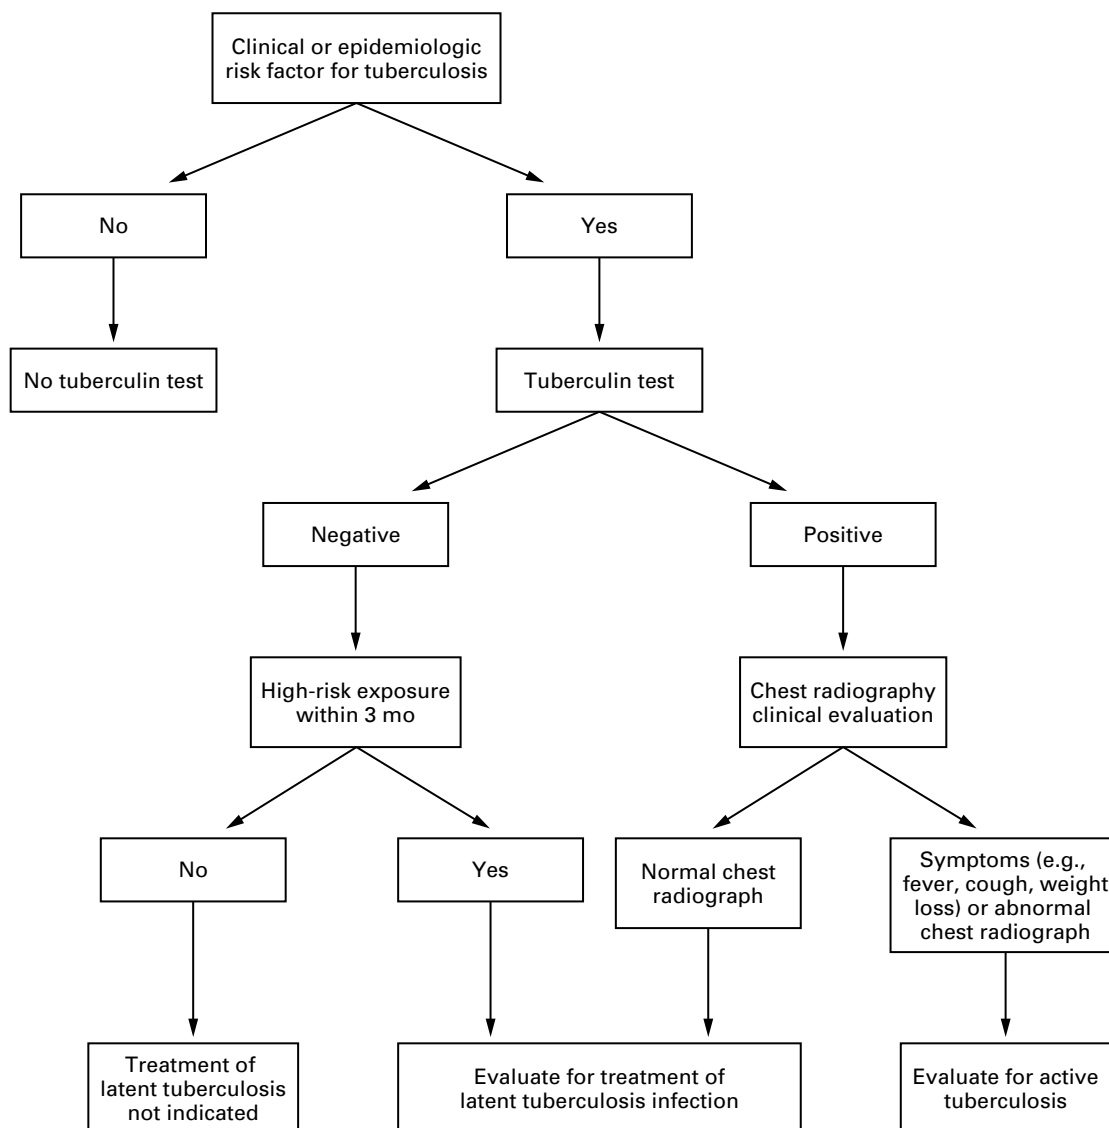 Clinical or epidemiologic
risk factor for tuberculosis
No
Yes
No tuberculin test
Tuberculin test
Negative
Positive
High-risk exposure
within 3 mo
Chest radiography
clinical evaluation
No
Yes
Normal chest
radiograph
Symptoms (e.g.,
fever, cough, weight
loss) or abnormal
chest radiograph
Treatment of
latent tuberculosis
not indicated
Evaluate for treatment of
latent tuberculosis infection
Evaluate for active
tuberculosis